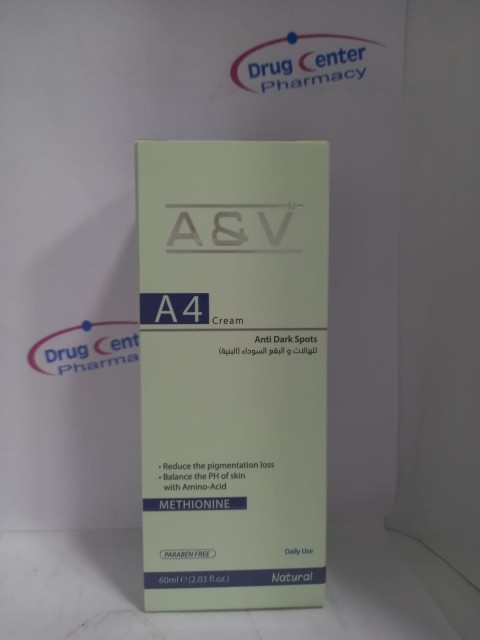 Drug Center
Pharmacy
A&V
A4 Cream
Anti Dark Spots
للهالات و البقع السوداء (البنية)
Drug Cent
Pharma
• Reduce the pigmentation loss
• Balance the PH of skin
with Amino-Acid
METHIONINE
PARABEN FREE
Daily Use
60ml ℮ (2.03 fl.oz.)
Natural